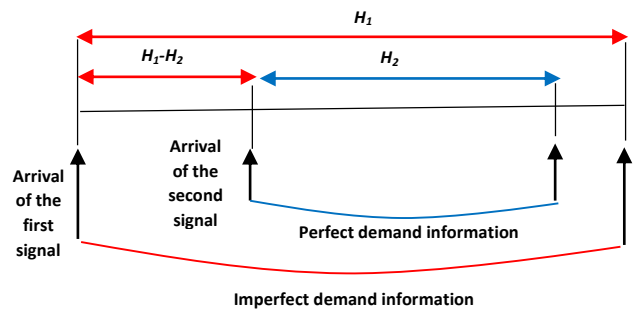 H₁
H₁-H₂
H₂
Arrival
of the
first
signal
Arrival
of the
second
signal
Perfect demand information
Imperfect demand information